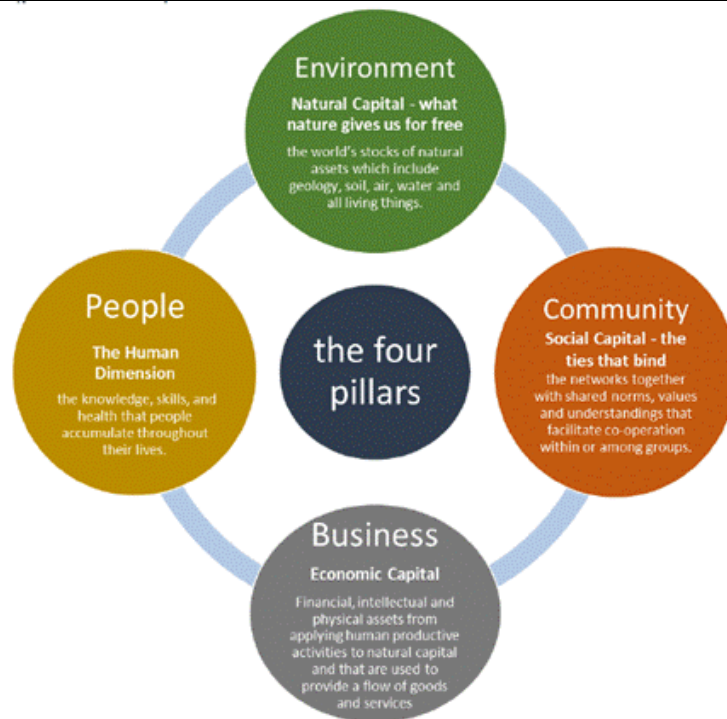 Environment
Natural Capital - what
nature gives us for free
the world's stocks of natural
assets which include
geology, soil, air, water and
all living things.
People
The Human
Dimension
the knowledge, skills, and
health that people
accumulate throughout
their lives.
the four
pillars
Community
Social Capital - the
ties that bind
the networks together
with shared norms, values
and understandings that
facilitate co-operation
within or among groups.
Business
Economic Capital
Financial, intellectual and
physical assets from
applying human productive
activities to natural capital
and that are used to
provide a flow of goods
and services